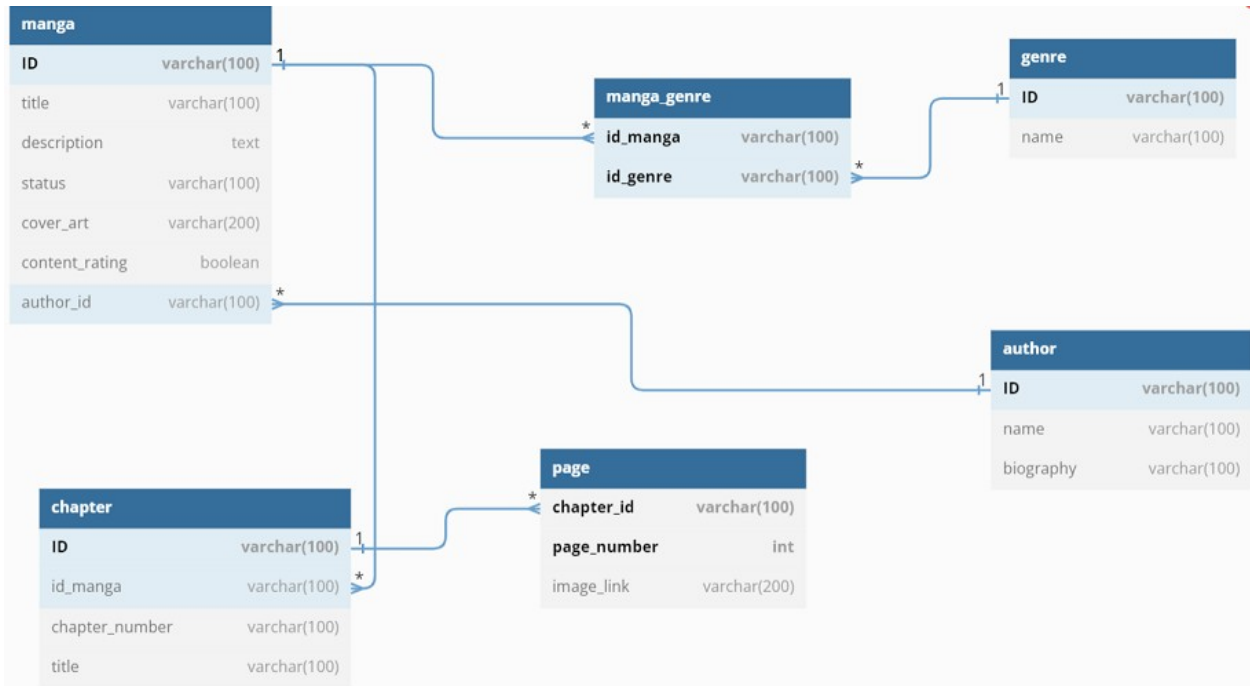 manga
ID varchar(100)
title varchar(100)
description text
status varchar(100)
cover_art varchar(200)
content_rating boolean
author_id varchar(100)
1
*
manga_genre
id_manga varchar(100)
id_genre varchar(100)
*
*
genre
ID varchar(100)
name varchar(100)
1
author
ID varchar(100)
name varchar(100)
biography varchar(100)
1
page
chapter_id varchar(100)
page_number int
image_link varchar(200)
*
chapter
ID varchar(100)
id_manga varchar(100)
chapter_number varchar(100)
title varchar(100)
1
*